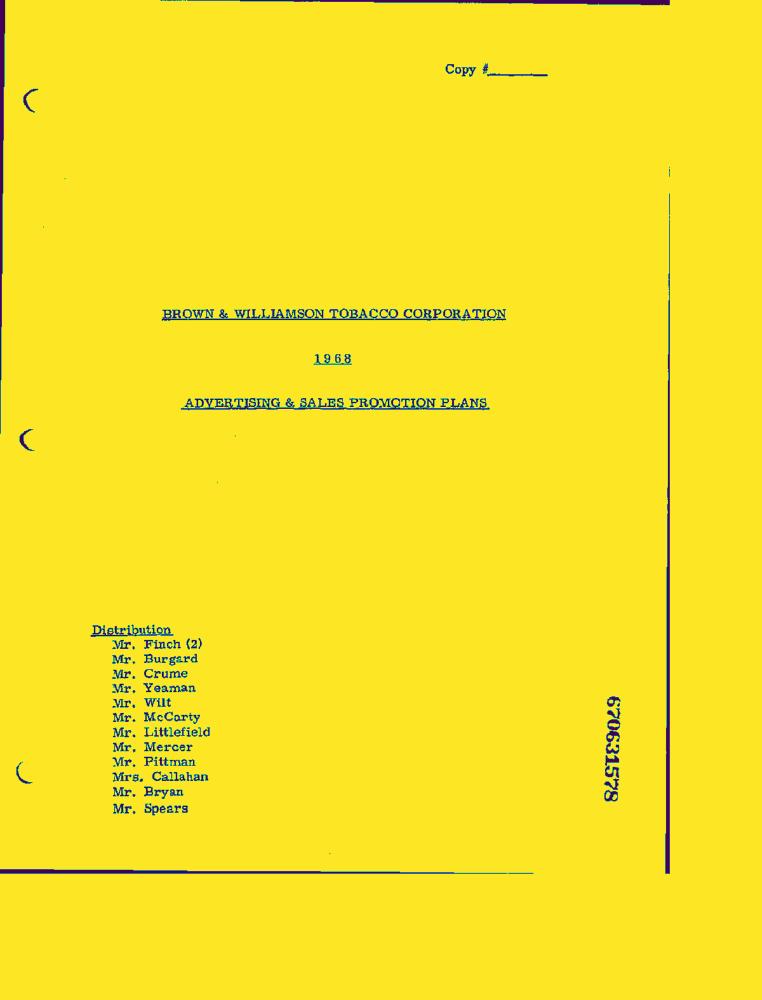 Copy #______
BROWN & WILLIAMSON TOBACCO CORPORATION
1968
ADVERTISING & SALES PROMOTION PLANS
Distribution
Mr. Finch (2)
Mr. Burgard
Mr. Crume
Mr. Yeaman
Mr. Wilt
Mr. McCarty
Mr. Littlefield
Mr. Mercer
Mr. Pittman
Mrs. Callahan
Mr. Bryan
Mr. Spears
670631578